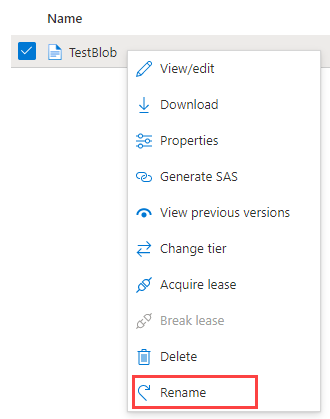 Name
TestBlob
View/edit
Download
Properties
Generate SAS
View previous versions
Change tier
Acquire lease
Break lease
Delete
Rename